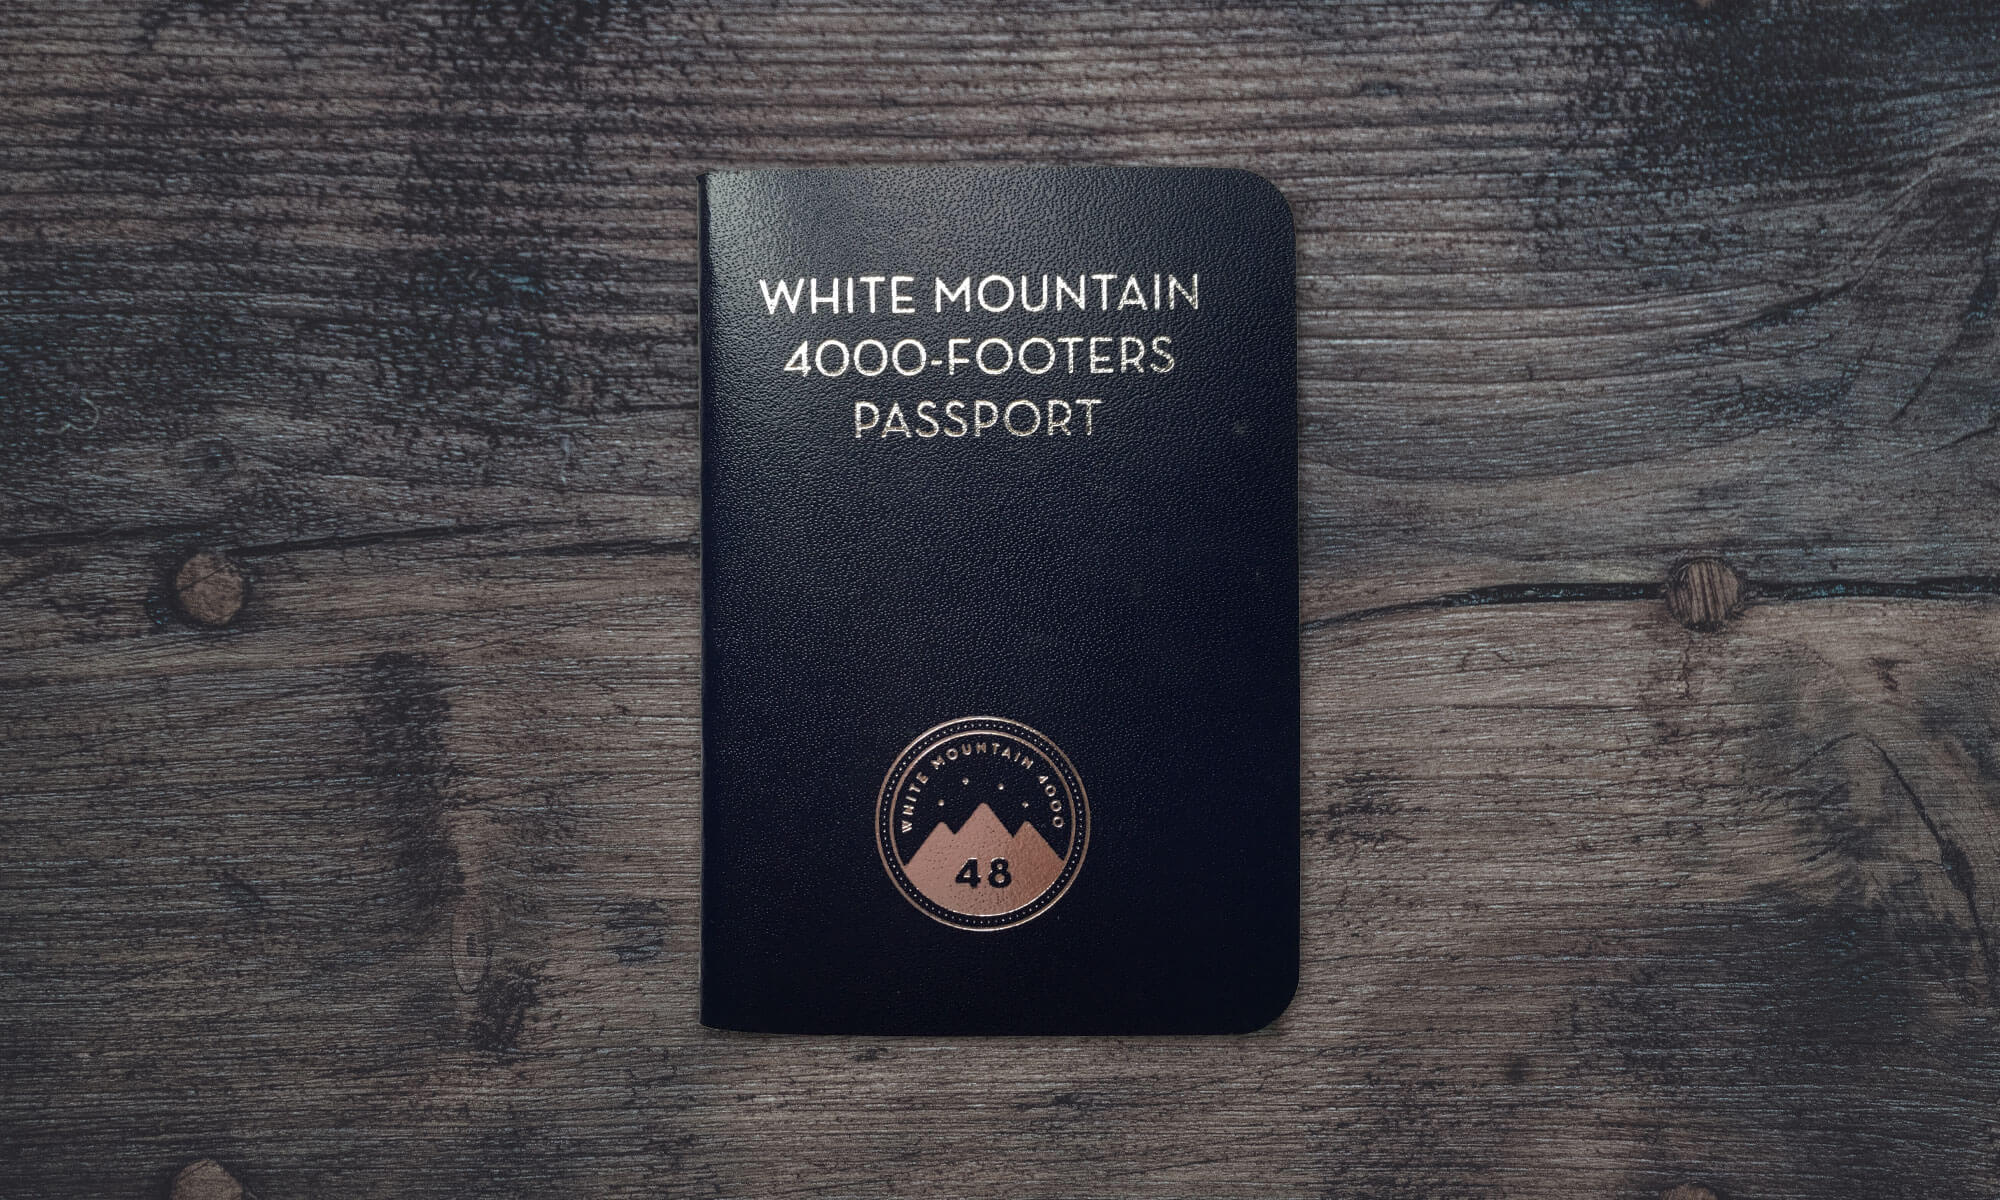 WHITE MOUNTAIN
4000-FOOTERS
PASSPORT
WHITE MOUNTAIN 4000
48